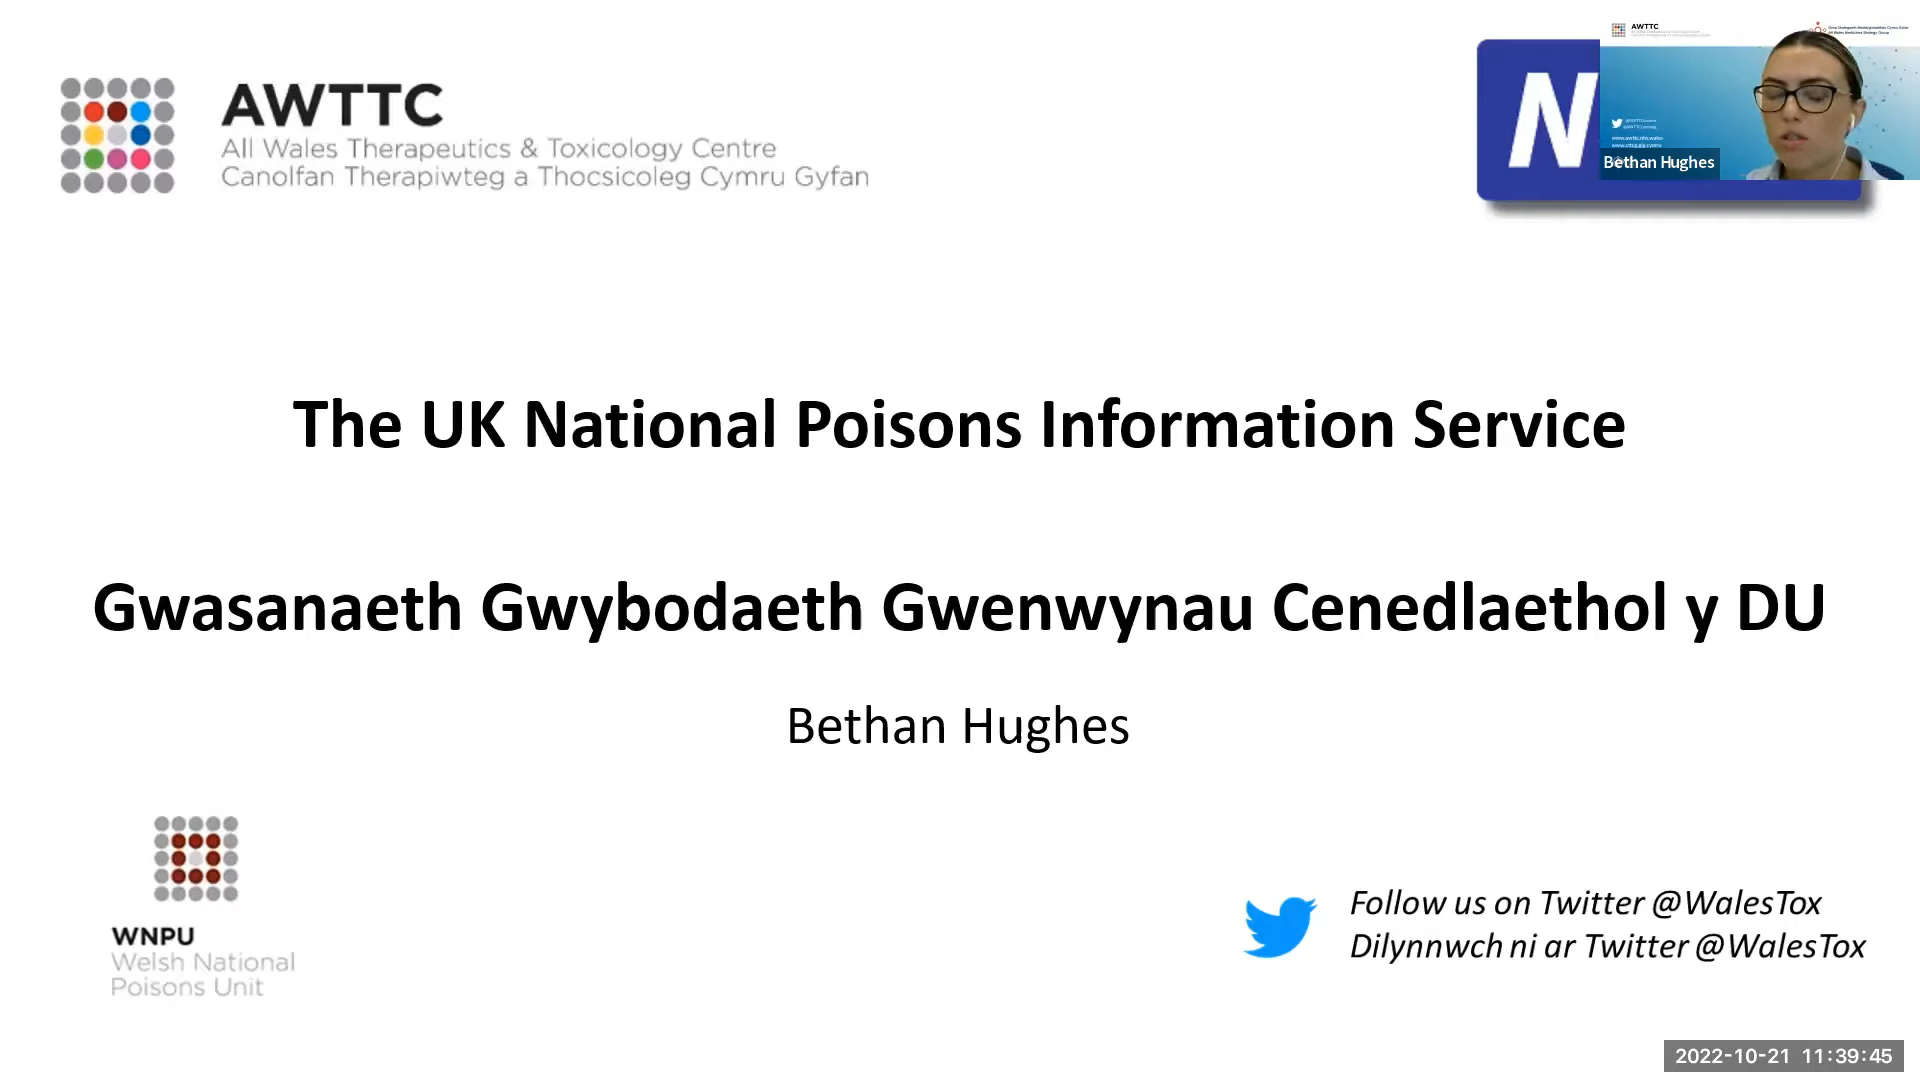 AWTTC
All Wales Therapeutics & Toxicology Centre
Canolfan Therapiwteg a Thocsicoleg Cymru Gyfan
N
AWTTC
Bethan Hughes
The UK National Poisons Information Service
Gwasanaeth Gwybodaeth Gwenwynau Cenedlaethol y DU
Bethan Hughes
WNPU
Welsh National
Poisons Unit
Follow us on Twitter @WalesTox
Dilynnwch ni ar Twitter @WalesTox
2022-10-21 11:39:45